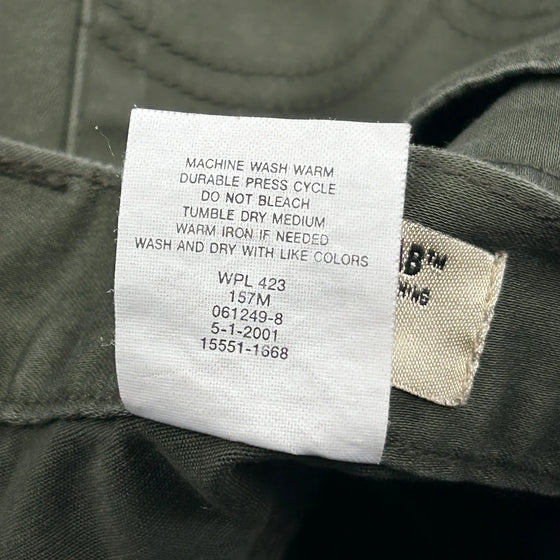 MACHINE WASH WARM
DURABLE PRESS CYCLE
DO NOT BLEACH
TUMBLE DRY MEDIUM
WARM IRON IF NEEDED
WASH AND DRY WITH LIKE COLORS
WPL 423
157M
061249-8
5-1-2001
15551-1668